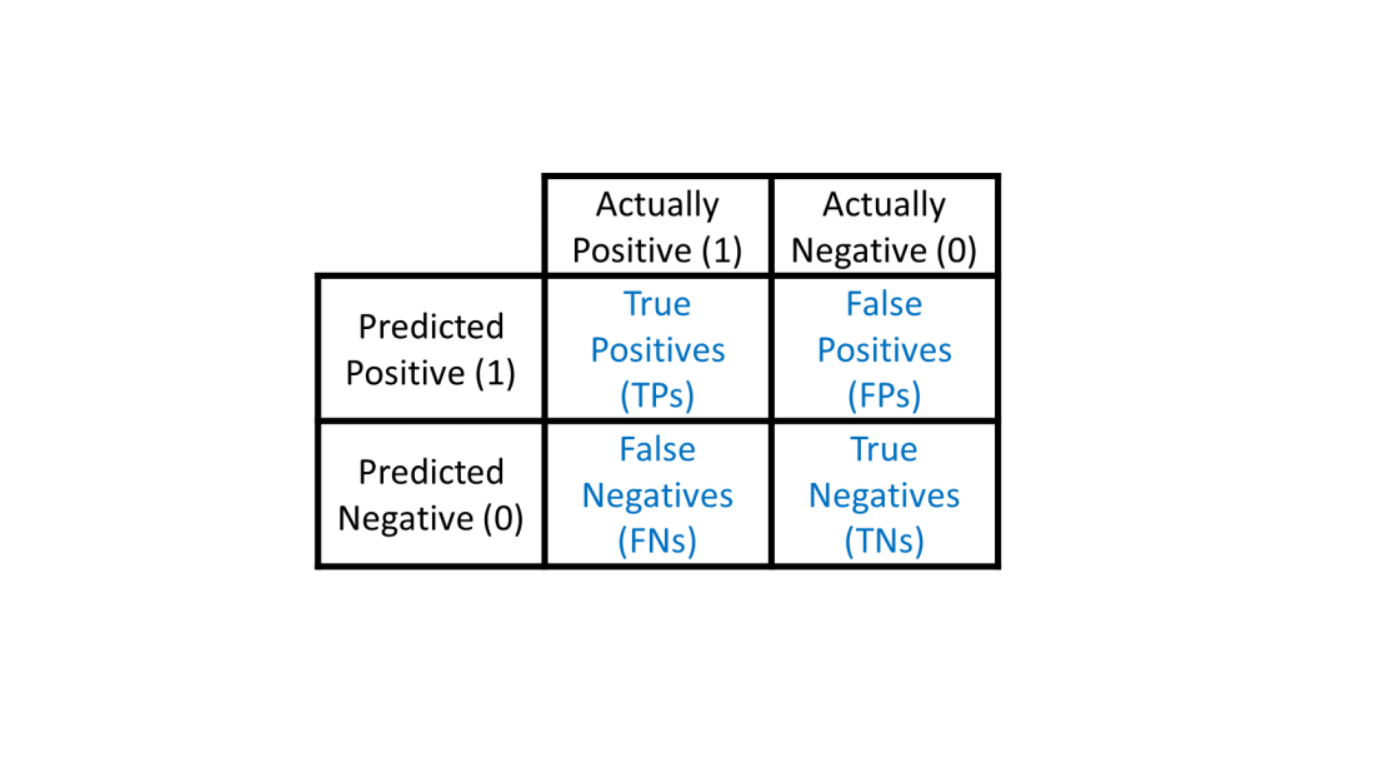 Actually
Positive (1)
Actually
Negative (0)
Predicted
Positive (1)
True
Positives
(TPs)
False
Positives
(FPs)
Predicted
Negative (0)
False
Negatives
(FNs)
True
Negatives
(TNs)